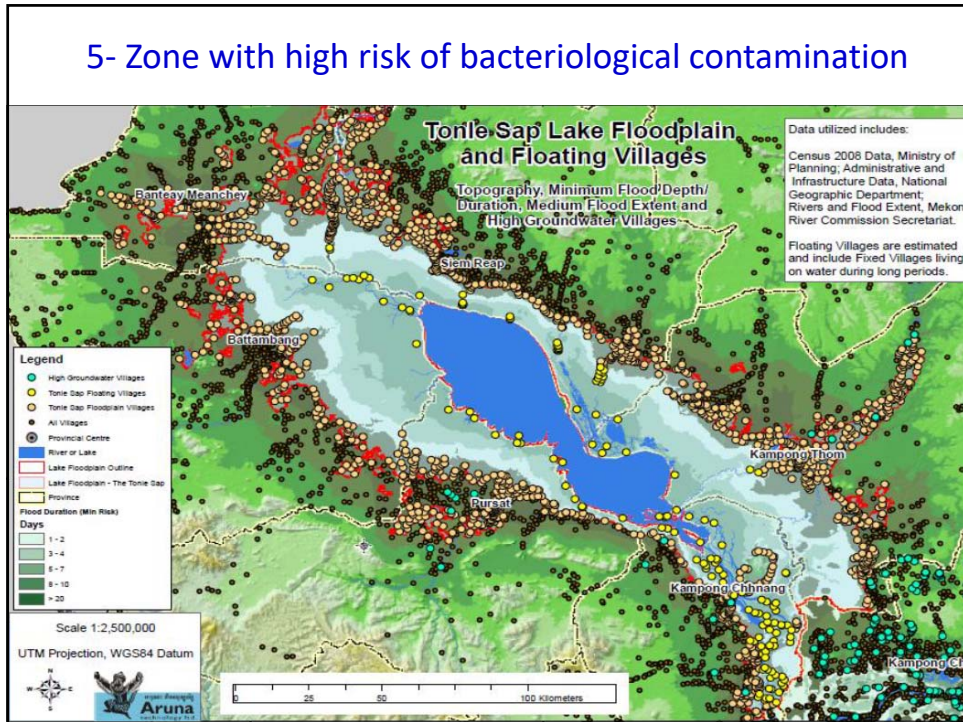 5- Zone with high risk of bacteriological contamination
Tonle Sap Lake Floodplain
and Floating Villages
Topography, Minimum Flood Depth/
Duration, Medium Flood Extent and
High Groundwater Villages
Data utilized includes:
Census 2008 Data, Ministry of
Planning; Administrative and
Infrastructure Data, National
Geographic Department;
Rivers and Flood Extent, Mekon
River Commission Secretariat.
Floating Villages are estimated
and include Fixed Villages living
on water during long periods.
Banteay Meanchey
Siem Reap
Battambang
Kampong Thom
Pursat
Kampong Chhnang
Kampong Ch
Legend
High Groundwater Villages
Tonle Sap Floating Villages
Tonle Sap Floodplain Villages
All Villages
Provincial Centre
River or Lake
Lake Floodplain Outline
Lake Floodplain - The Tonle Sap
Province
Flood Duration (Min Risk)
Days
1 - 2
3 - 4
5 - 7
8 - 10
> 20
Scale 1:2,500,000
UTM Projection, WGS84 Datum
N
W
E
S
Aruna
technology ltd.
0 25 50 100 Kilometers